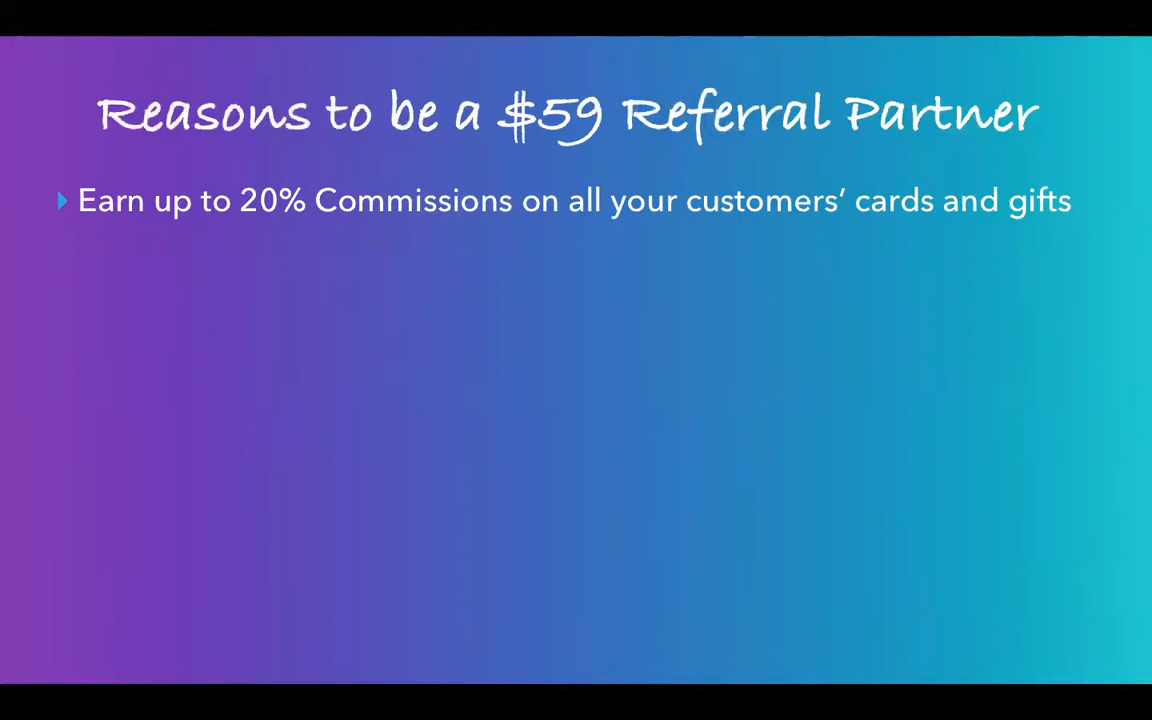 Reasons to be a $59 Referral Partner
Earn up to 20% Commissions on all your customers’ cards and gifts